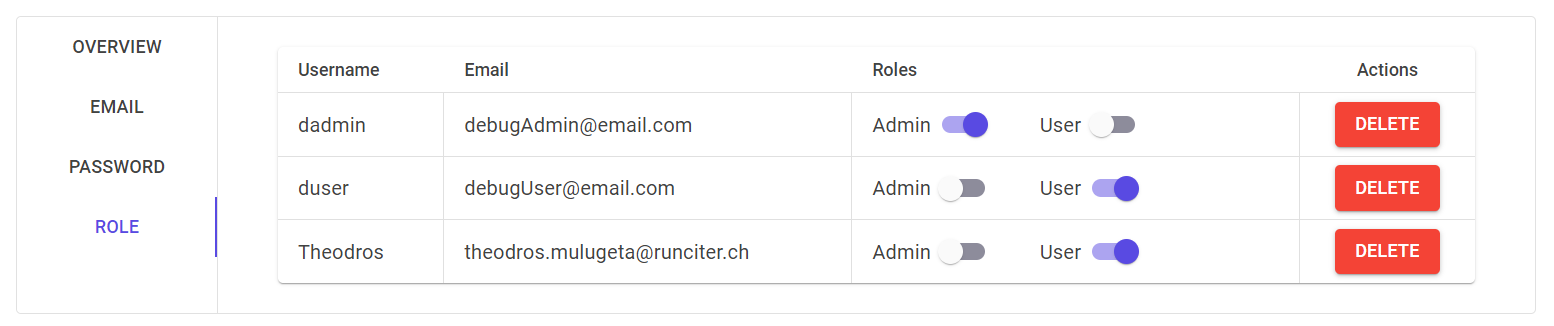 OVERVIEW
EMAIL
PASSWORD
ROLE
Username Email Roles Actions
dadmin debugAdmin@email.com Admin User DELETE
duser debugUser@email.com Admin User DELETE
Theodros theodros.mulugeta@runciter.ch Admin User DELETE